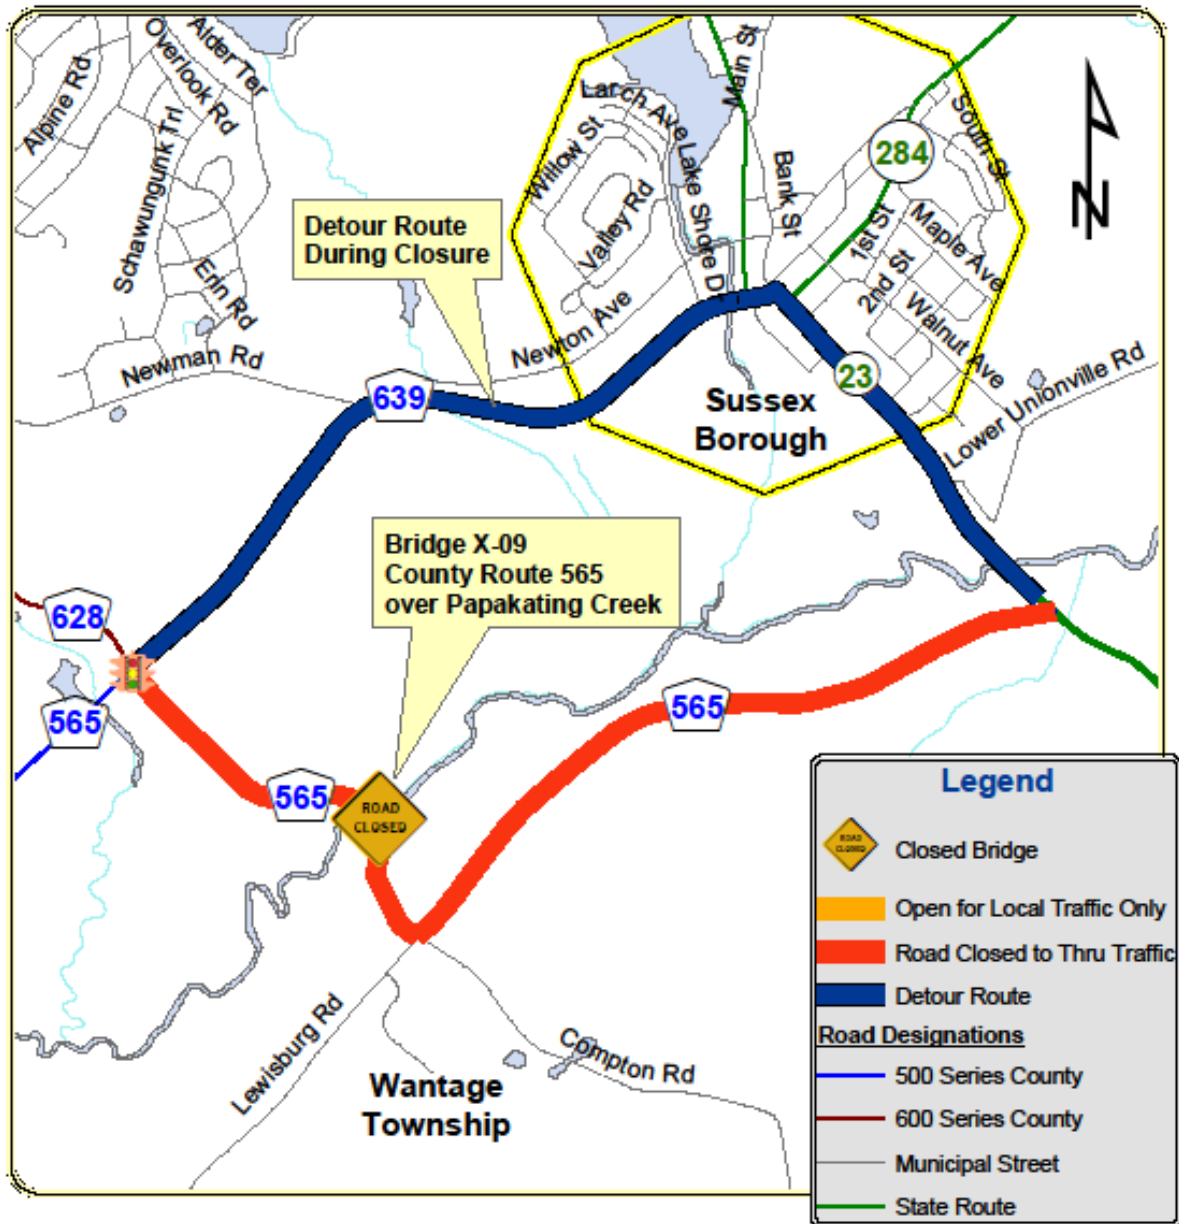 Alder Ter
Overlook Rd
Alpine Rd
Schawungunk Trl
Erin Rd
Newman Rd
Main St
Larch Ave
Willow St
Valley Rd
Lake Shore Dr
Bank St
284
South St
1st St
Maple Ave
2nd St
Walnut Ave
Newton Ave
Lower Unionville Rd
Detour Route
During Closure
N
639
23
Sussex
Borough
Bridge X-09
County Route 565
over Papakating Creek
628
565
565
565
ROAD
CLOSED
Lewisburg Rd
Compton Rd
Wantage
Township
Legend
ROAD
CLOSED
Closed Bridge
Open for Local Traffic Only
Road Closed to Thru Traffic
Detour Route
Road Designations
500 Series County
600 Series County
Municipal Street
State Route